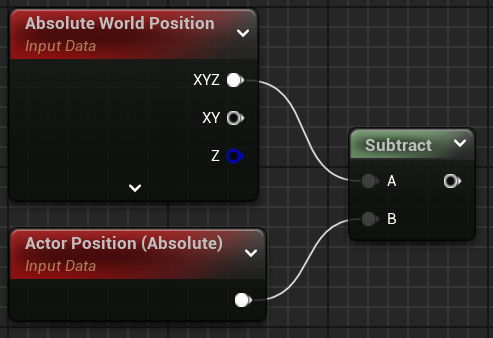 Absolute World Position
Input Data
XYZ
XY
Z
Subtract
A
B
Actor Position (Absolute)
Input Data